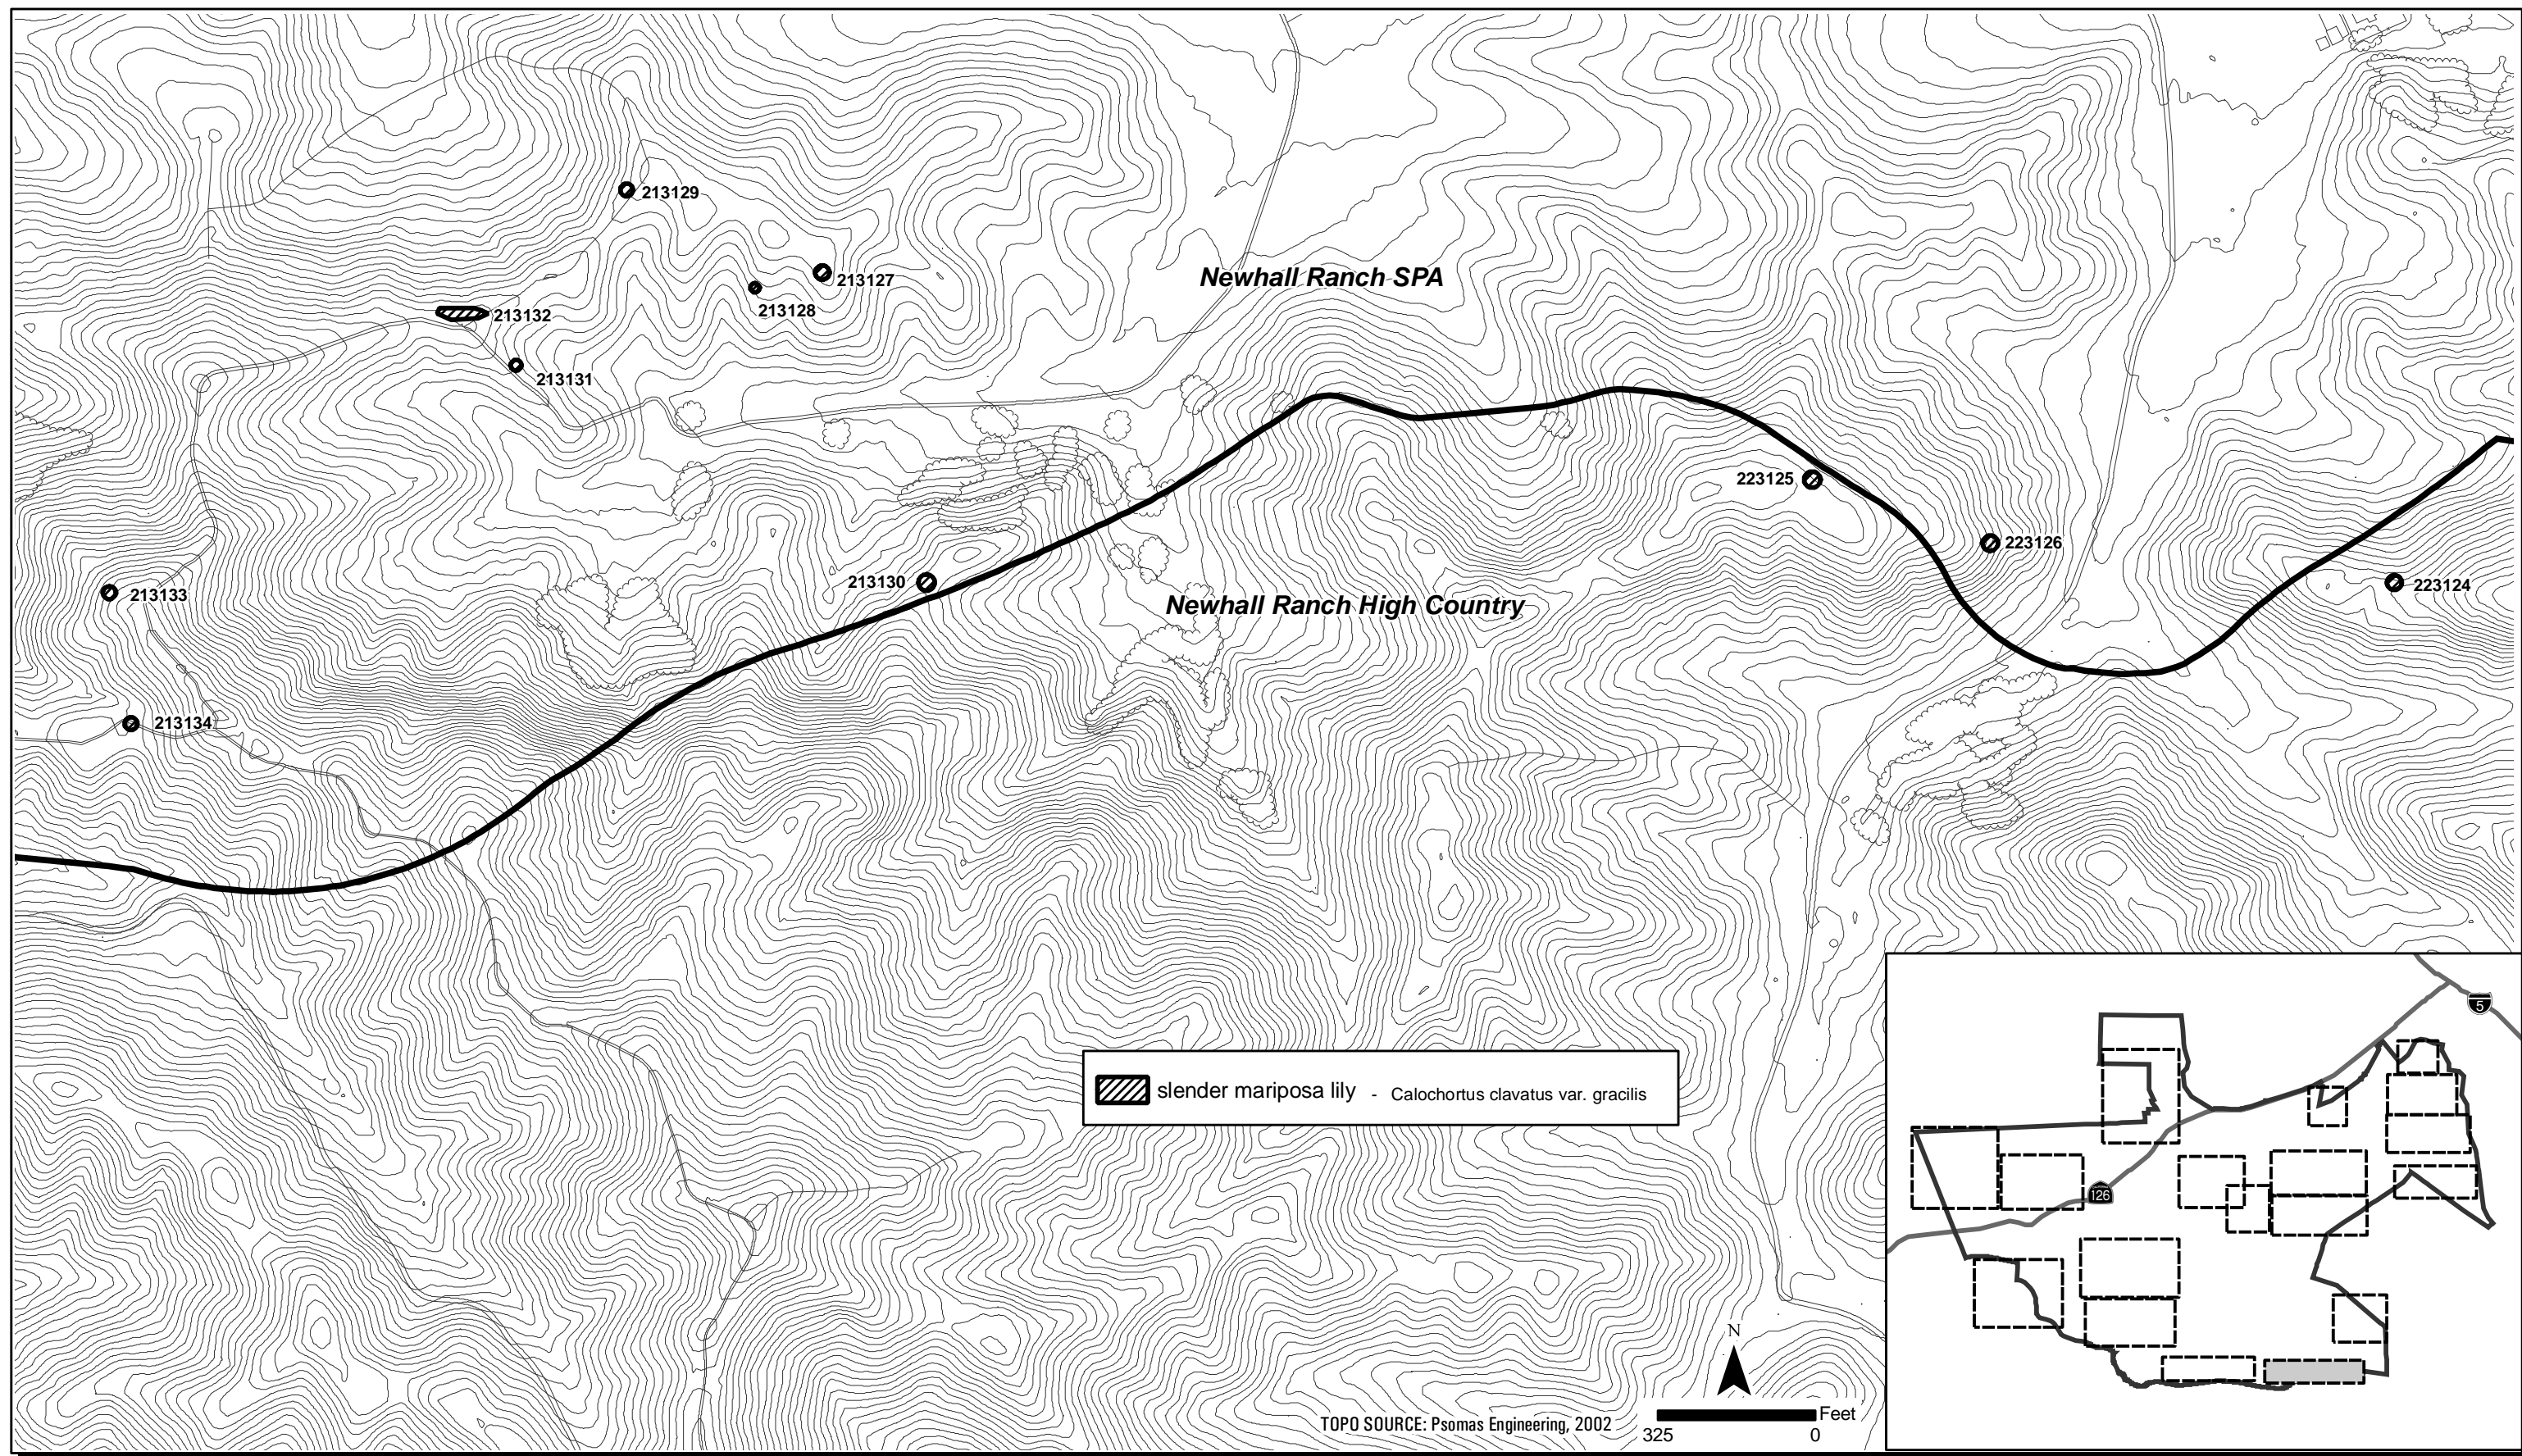 213129
213127
Newhall Ranch SPA
213128
213132
213131
223125
223126
213130
223124
213133
Newhall Ranch High Country
213134
5
slender mariposa lily - Calochortus clavatus var. gracilis
126
N
TOPO SOURCE: Psomas Engineering, 2002
Feet
325 0